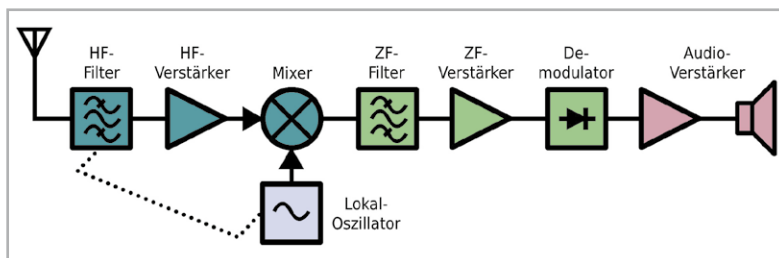 HF-
Filter
HF-
Verstärker
Mixer
ZF-
Filter
ZF-
Verstärker
De-
modulator
Audio-
Verstärker
Lokal-
Oszillator